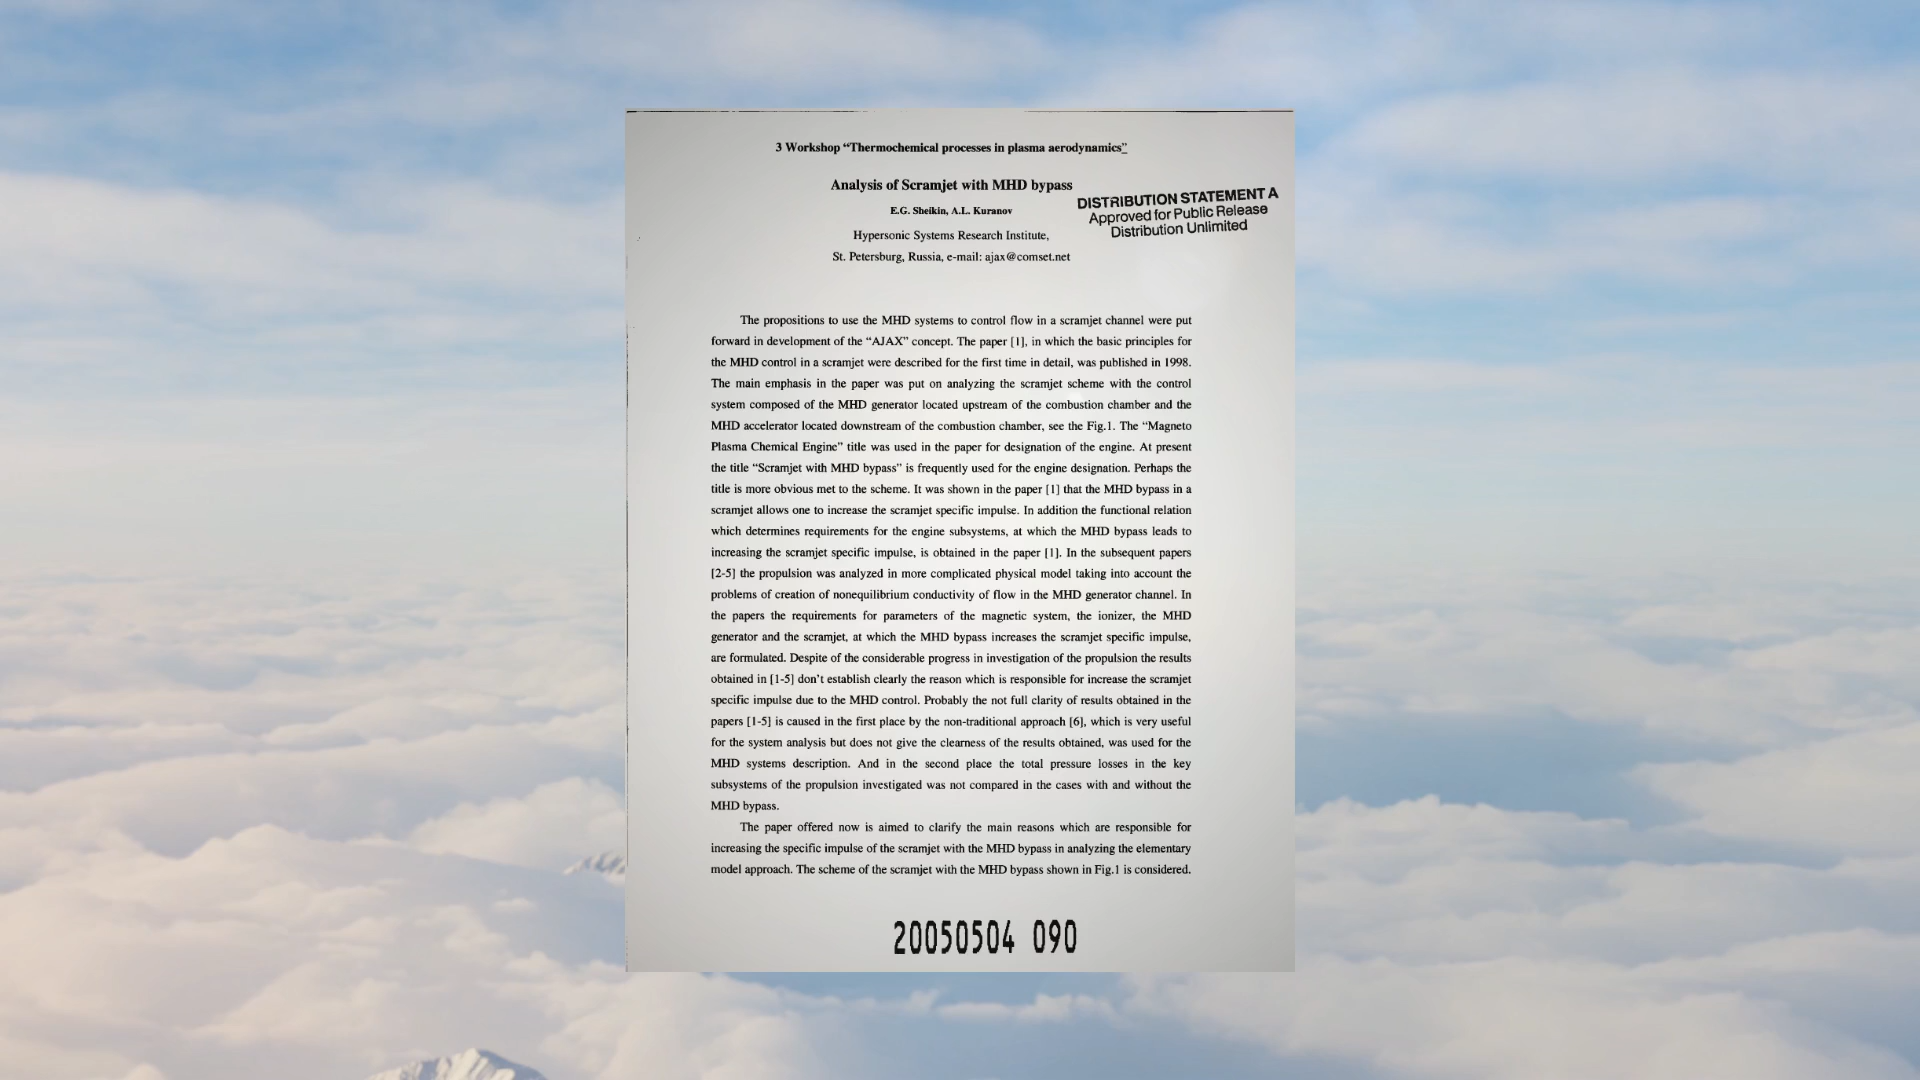 3 Workshop “Thermochemical processes in plasma aerodynamics”
Analysis of Scramjet with MHD bypass
E.G. Sheikin, A.L. Kuranov
Hypersonic Systems Research Institute,
St. Petersburg, Russia, e-mail: ajax@comset.net
DISTRIBUTION STATEMENT A
Approved for Public Release
Distribution Unlimited
The propositions to use the MHD systems to control flow in a scramjet channel were put
forward in development of the “AJAX” concept. The paper [1], in which the basic principles for
the MHD control in a scramjet were described for the first time in detail, was published in 1998.
The main emphasis in the paper was put on analyzing the scramjet scheme with the control
system composed of the MHD generator located upstream of the combustion chamber and the
MHD accelerator located downstream of the combustion chamber, see the Fig.1. The “Magneto
Plasma Chemical Engine” title was used in the paper for designation of the engine. At present
the title “Scramjet with MHD bypass” is frequently used for the engine designation. Perhaps the
title is more obvious met to the scheme. It was shown in the paper [1] that the MHD bypass in a
scramjet allows one to increase the scramjet specific impulse. In addition the functional relation
which determines requirements for the engine subsystems, at which the MHD bypass leads to
increasing the scramjet specific impulse, is obtained in the paper [1]. In the subsequent papers
[2-5] the propulsion was analyzed in more complicated physical model taking into account the
problems of creation of nonequilibrium conductivity of flow in the MHD generator channel. In
the papers the requirements for parameters of the magnetic system, the ionizer, the MHD
generator and the scramjet, at which the MHD bypass increases the scramjet specific impulse,
are formulated. Despite of the considerable progress in investigation of the propulsion the results
obtained in [1-5] don’t establish clearly the reason which is responsible for increase the scramjet
specific impulse due to the MHD control. Probably the not full clarity of results obtained in the
papers [1-5] is caused in the first place by the non-traditional approach [6], which is very useful
for the system analysis but does not give the clearness of the results obtained, was used for the
MHD systems description. And in the second place the total pressure losses in the key
subsystems of the propulsion investigated was not compared in the cases with and without the
MHD bypass.
The paper offered now is aimed to clarify the main reasons which are responsible for
increasing the specific impulse of the scramjet with the MHD bypass in analyzing the elementary
model approach. The scheme of the scramjet with the MHD bypass shown in Fig.1 is considered.
20050504 090